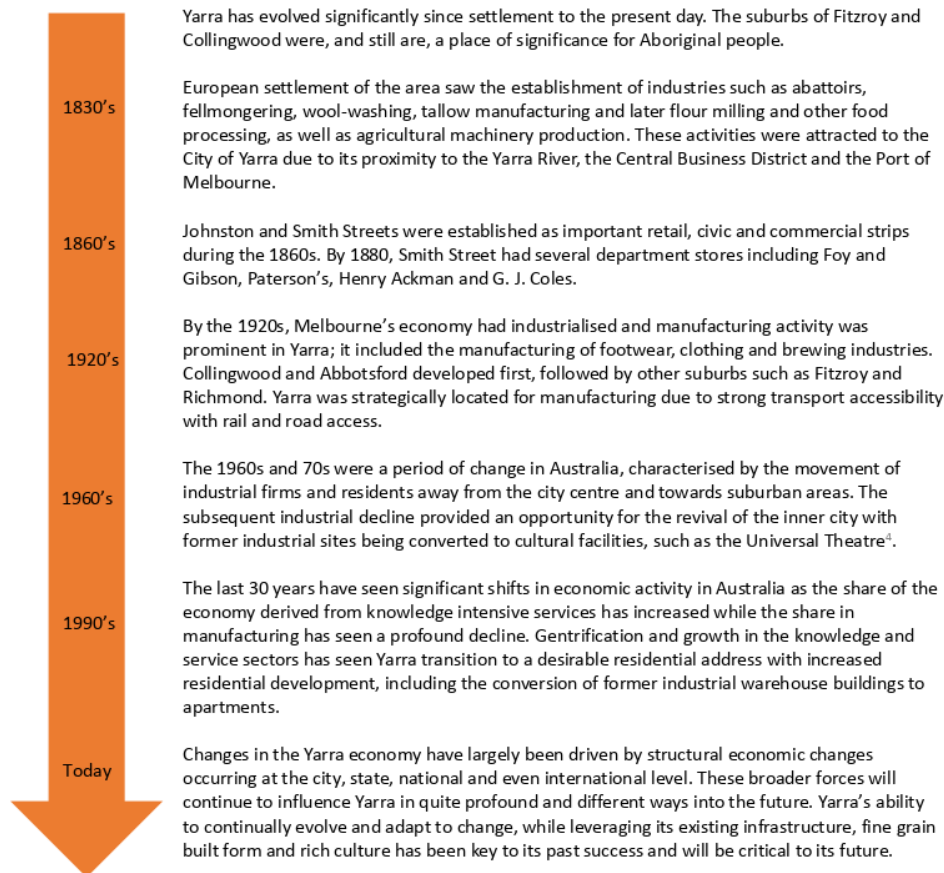 Yarra has evolved significantly since settlement to the present day. The suburbs of Fitzroy and
Collingwood were, and still are, a place of significance for Aboriginal people.
1830's
European settlement of the area saw the establishment of industries such as abattoirs,
fellmongering, wool-washing, tallow manufacturing and later flour milling and other food
processing, as well as agricultural machinery production. These activities were attracted to the
City of Yarra due to its proximity to the Yarra River, the Central Business District and the Port of
Melbourne.
1860's
Johnston and Smith Streets were established as important retail, civic and commercial strips
during the 1860s. By 1880, Smith Street had several department stores including Foy and
Gibson, Paterson's, Henry Ackman and G. J. Coles.
1920's
By the 1920s, Melbourne's economy had industrialised and manufacturing activity was
prominent in Yarra; it included the manufacturing of footwear, clothing and brewing industries.
Collingwood and Abbotsford developed first, followed by other suburbs such as Fitzroy and
Richmond. Yarra was strategically located for manufacturing due to strong transport accessibility
with rail and road access.
1960's
The 1960s and 70s were a period of change in Australia, characterised by the movement of
industrial firms and residents away from the city centre and towards suburban areas. The
subsequent industrial decline provided an opportunity for the revival of the inner city with
former industrial sites being converted to cultural facilities, such as the Universal Theatre⁴.
1990's
The last 30 years have seen significant shifts in economic activity in Australia as the share of the
economy derived from knowledge intensive services has increased while the share in
manufacturing has seen a profound decline. Gentrification and growth in the knowledge and
service sectors has seen Yarra transition to a desirable residential address with increased
residential development, including the conversion of former industrial warehouse buildings to
apartments.
Today
Changes in the Yarra economy have largely been driven by structural economic changes
occurring at the city, state, national and even international level. These broader forces will
continue to influence Yarra in quite profound and different ways into the future. Yarra's ability
to continually evolve and adapt to change, while leveraging its existing infrastructure, fine grain
built form and rich culture has been key to its past success and will be critical to its future.